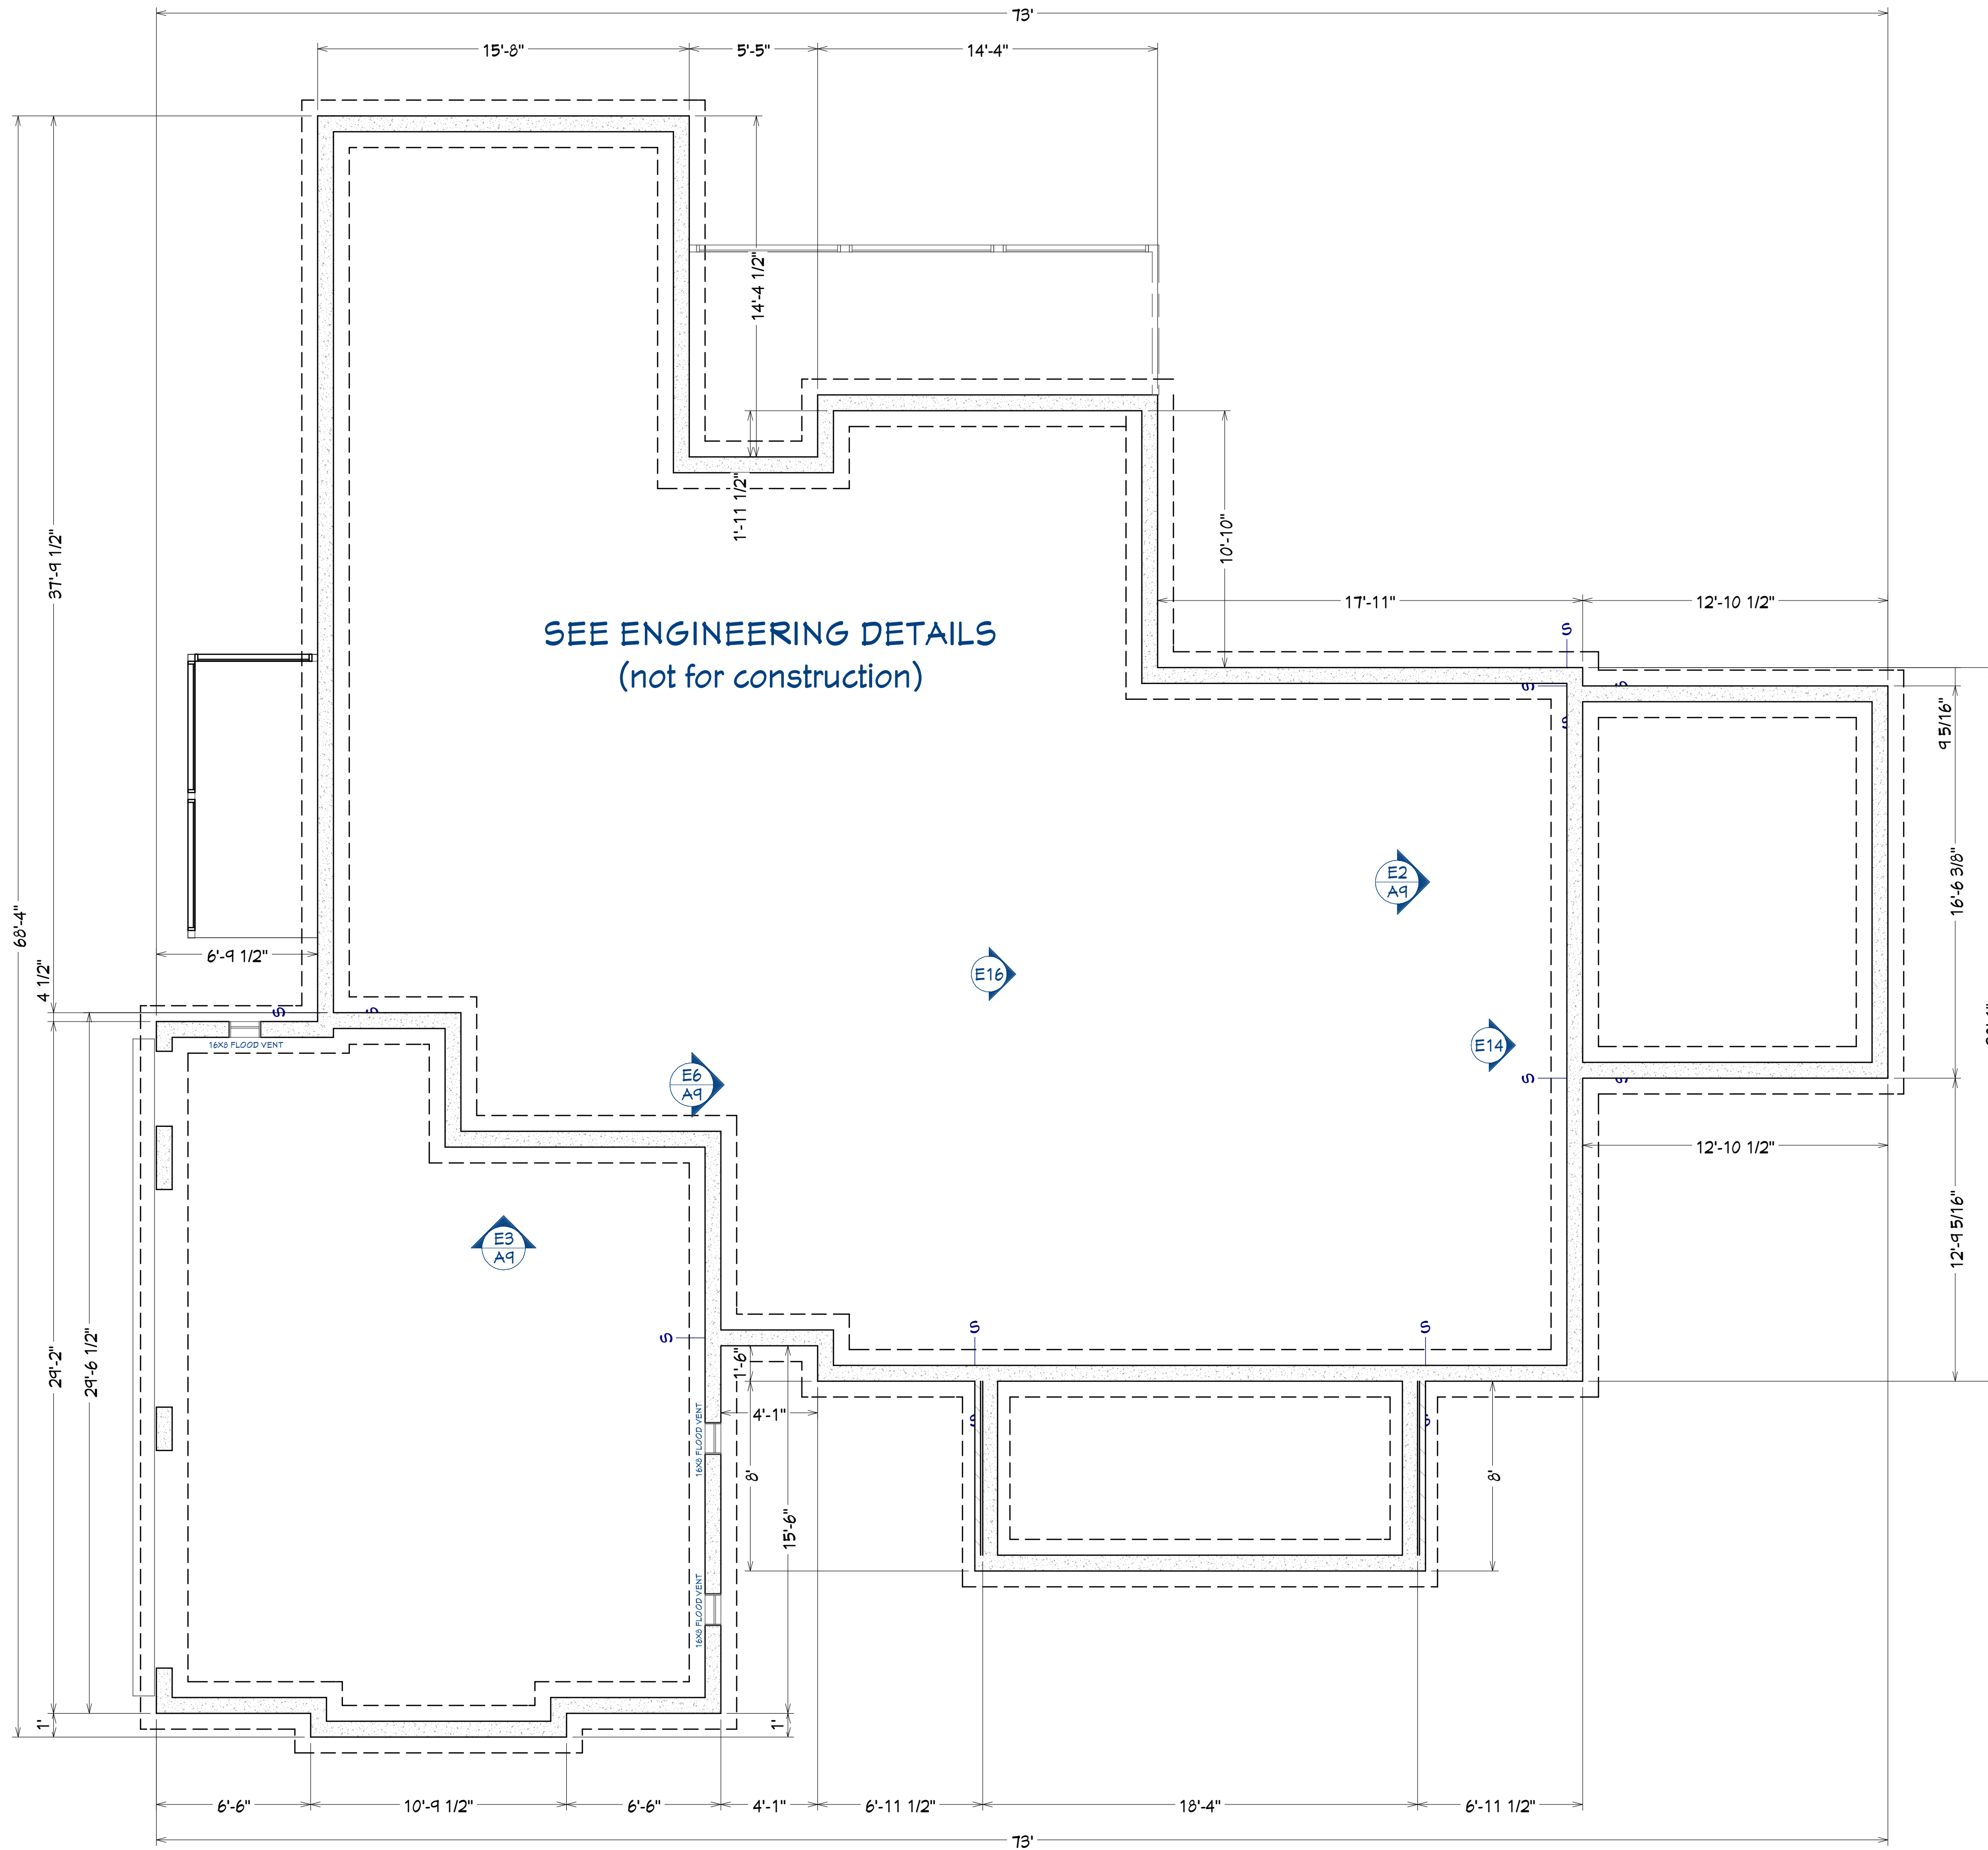 73'
15'-8"
5'-5"
14'-4"
14'-4 1/2"
1'-11 1/2"
10'-10"
37'-9 1/2"
17'-11"
12'-10 1/2"
S
SEE ENGINEERING DETAILS
(not for construction)
S
S
S
9 5/16"
E2
A9
16'-6 3/8"
68'-4"
6'-9 1/2"
4 1/2"
E16
S
S
16X8 FLOOD VENT
E14
E6
A9
S
S
12'-10 1/2"
12'-9 5/16"
E3
A9
29'-2"
29'-6 1/2"
S
S
S
1'-6"
4'-1"
S
S
16X8 FLOOD VENT
8'
8'
15'-6"
16X8 FLOOD VENT
1'
1'
6'-6"
10'-9 1/2"
6'-6"
4'-1"
6'-11 1/2"
18'-4"
6'-11 1/2"
73'